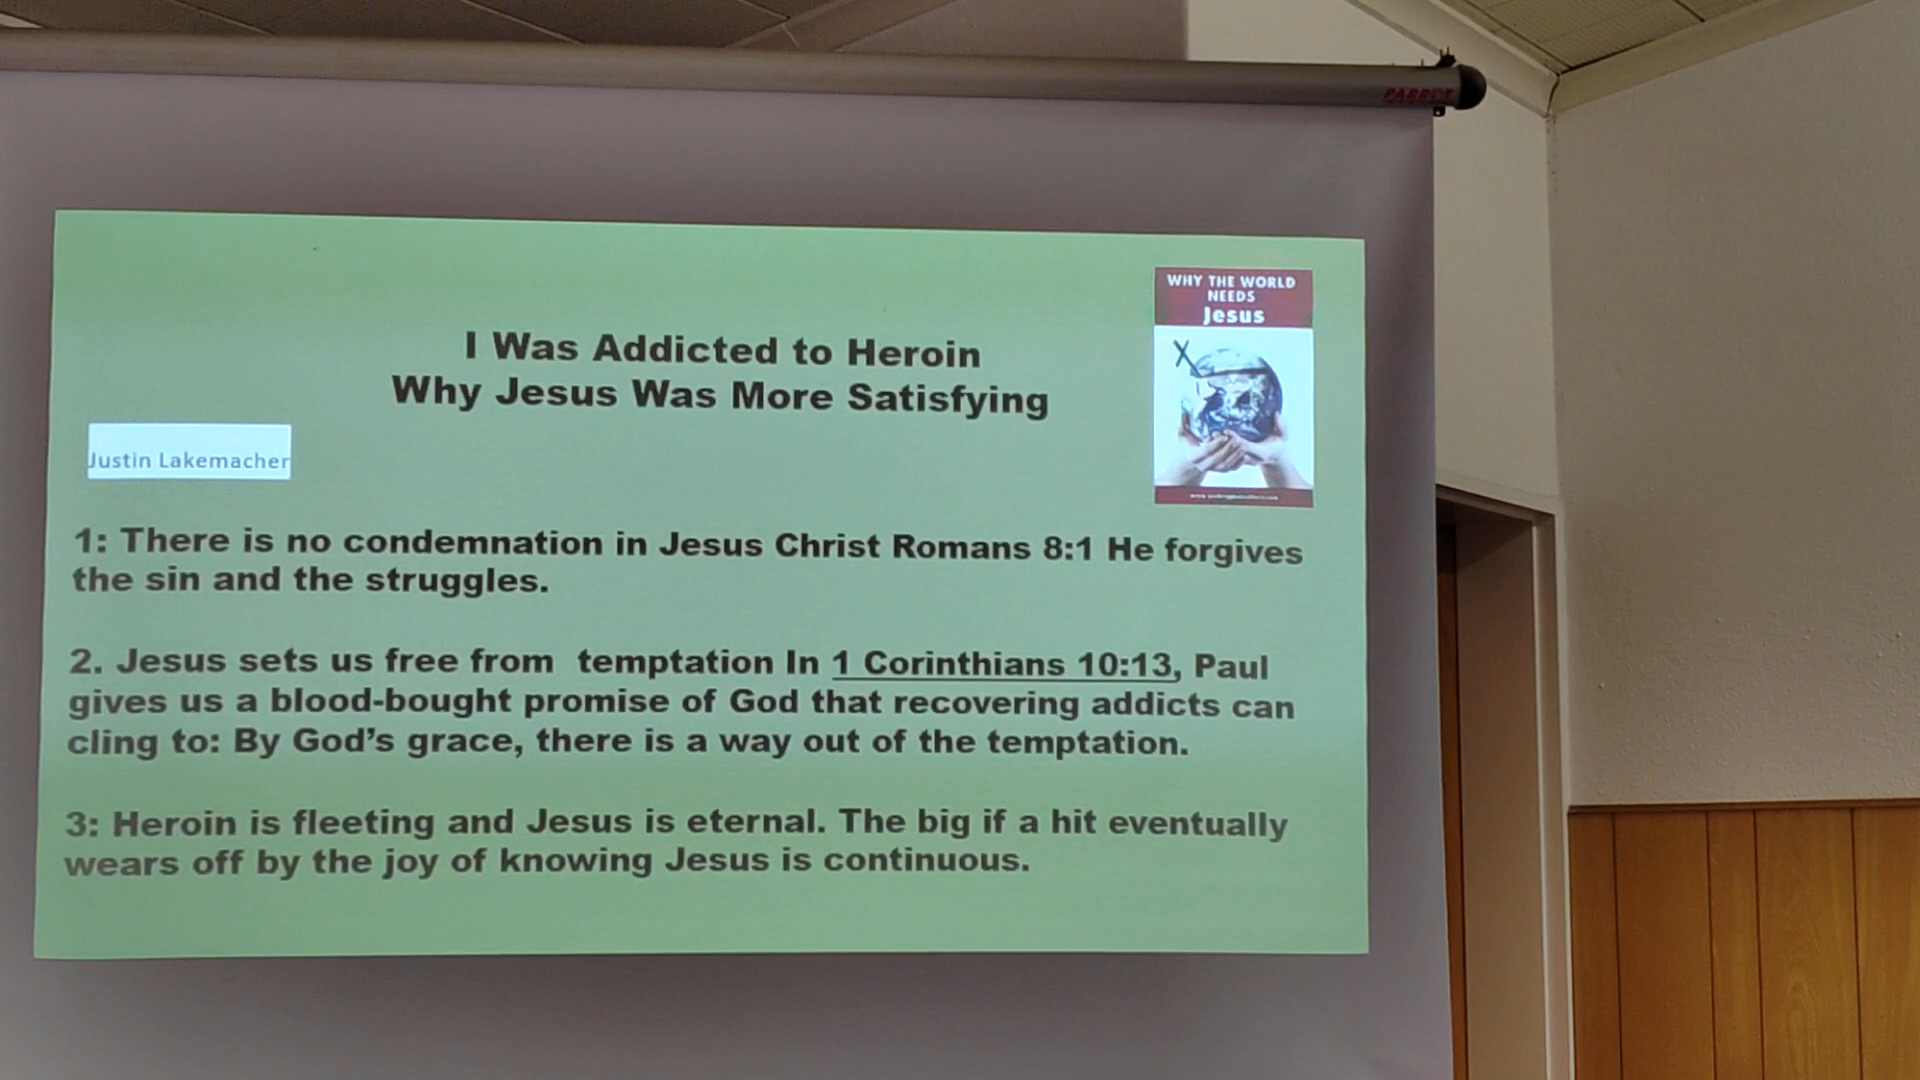 PARROT
WHY THE WORLD
NEEDS
Jesus
I Was Addicted to Heroin
Why Jesus Was More Satisfying
Justin Lakemacher
1: There is no condemnation in Jesus Christ Romans 8:1 He forgives
the sin and the struggles.
2. Jesus sets us free from temptation In 1 Corinthians 10:13, Paul
gives us a blood-bought promise of God that recovering addicts can
cling to: By God’s grace, there is a way out of the temptation.
3: Heroin is fleeting and Jesus is eternal. The big if a hit eventually
wears off by the joy of knowing Jesus is continuous.